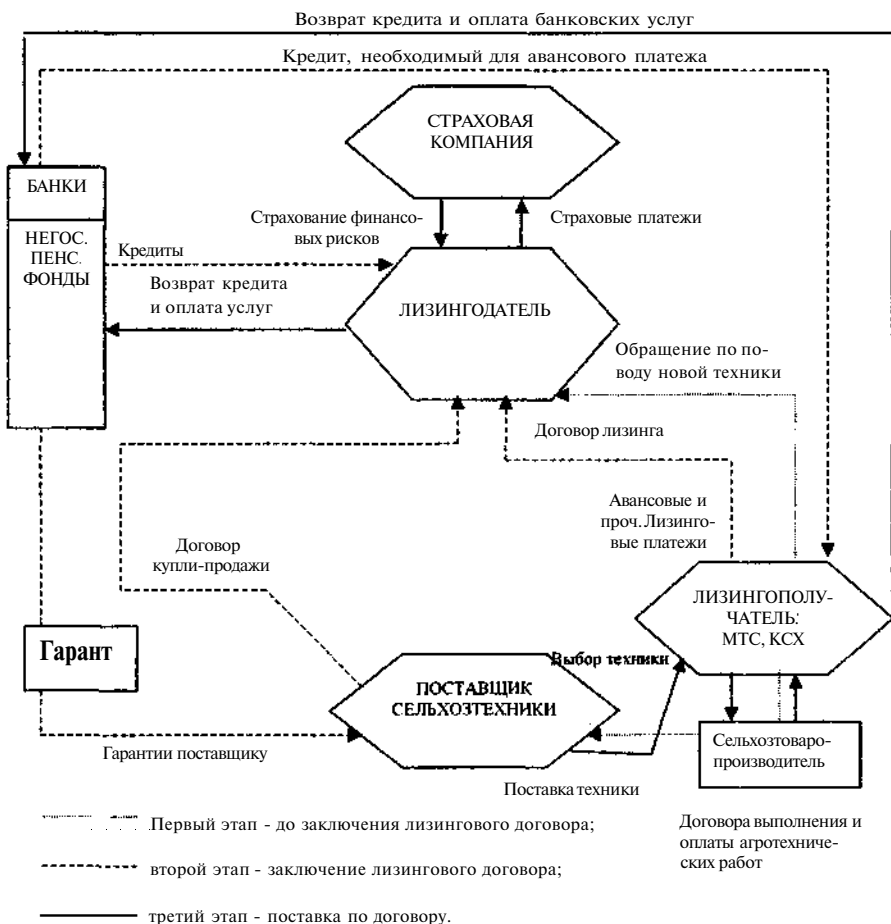 Возврат кредита и оплата банковских услуг
Кредит, необходимый для авансового платежа
СТРАХОВАЯ
КОМПАНИЯ
БАНКИ
НЕГОС.
ПЕНС.
ФОНДЫ
Страхование финансо-
вых рисков
Страховые платежи
Кредиты
Возврат кредита
и оплата услуг
ЛИЗИНГОДАТЕЛЬ
Обращение по по-
воду новой техники
Договор лизинга
Авансовые и
проч. Лизинго-
вые платежи
Договор
купли-продажи
ЛИЗИНГОПОЛУ-
ЧАТЕЛЬ:
МТС, КСХ
Гарант
Выбор техники
ПОСТАВЩИК
СЕЛЬХОЗТЕХНИКИ
Сельхозтоваро-
производитель
Гарантии поставщику
Поставка техники
Договора выполнения и
оплаты агротехниче-
ских работ
Первый этап - до заключения лизингового договора;
второй этап - заключение лизингового договора;
третий этап - поставка по договору.